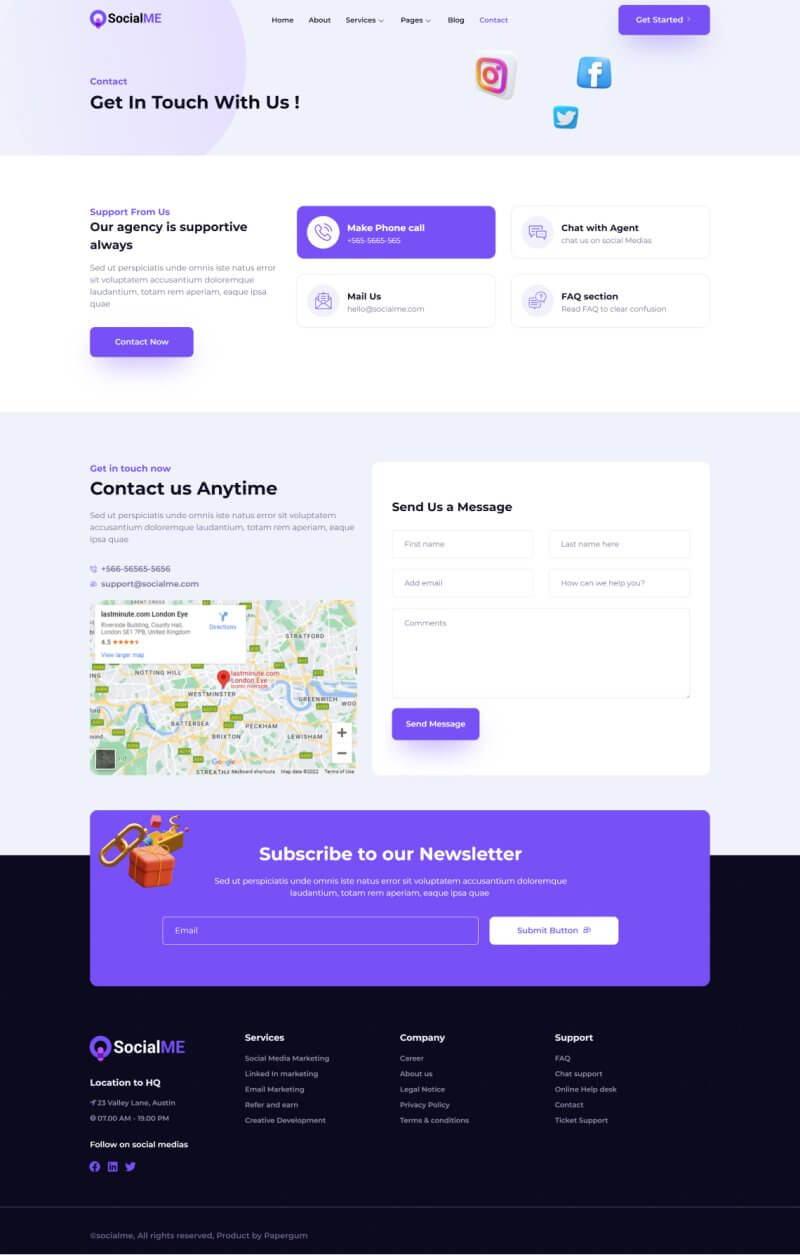 SocialME
Home About Services Pages Blog Contact
Get Started
Contact
Get In Touch With Us !
Support From Us
Our agency is supportive
always
Sed ut perspiciatis unde omnis iste natus error sit
voluptatem accusantium doloremque
laudantium, totam rem aperiam, eaque ipsa
quae
Contact Now
Make Phone call
+565-5665-565
Chat with Agent
chat us on social Medias
Mail Us
hello@socialme.com
FAQ section
Read FAQ to clear confusion
Get in touch now
Contact us Anytime
Sed ut perspiciatis unde omnis iste natus error sit voluptatem
accusantium doloremque laudantium, totam rem aperiam, eaque
ipsa quae
+566-56565-5656
support@socialme.com
lastminute.com London Eye
Riverside Building, County Hall,
London SE1 7PB, United Kingdom
4.5
View larger map
Directions
STRATFORD
NOTTING HILL
lastminute.com
London Eye
WESTMINSTER
GREENWICH
WOO
BATTERSEA
PECKHAM
BRIXTON
LEWISHAM
Google
STREATHA
Keyboard shortcuts Map data ©2022 Terms of Use
Send Us a Message
First name
Last name here
Add email
How can we help you?
Comments
Send Message
Subscribe to our Newsletter
Sed ut perspiciatis unde omnis iste natus error sit voluptatem accusantium doloremque
laudantium, totam rem aperiam, eaque ipsa quae
Email
Submit Button
SocialME
Location to HQ
23 Valley Lane, Austin
07.00 AM - 19.00 PM
Follow on social medias
Services
Social Media Marketing
Linked In marketing
Email Marketing
Refer and earn
Creative Development
Company
Career
About us
Legal Notice
Privacy Policy
Terms & conditions
Support
FAQ
Chat support
Online Help desk
Contact
Ticket Support
©socialme, All rights reserved, Product by Papergum